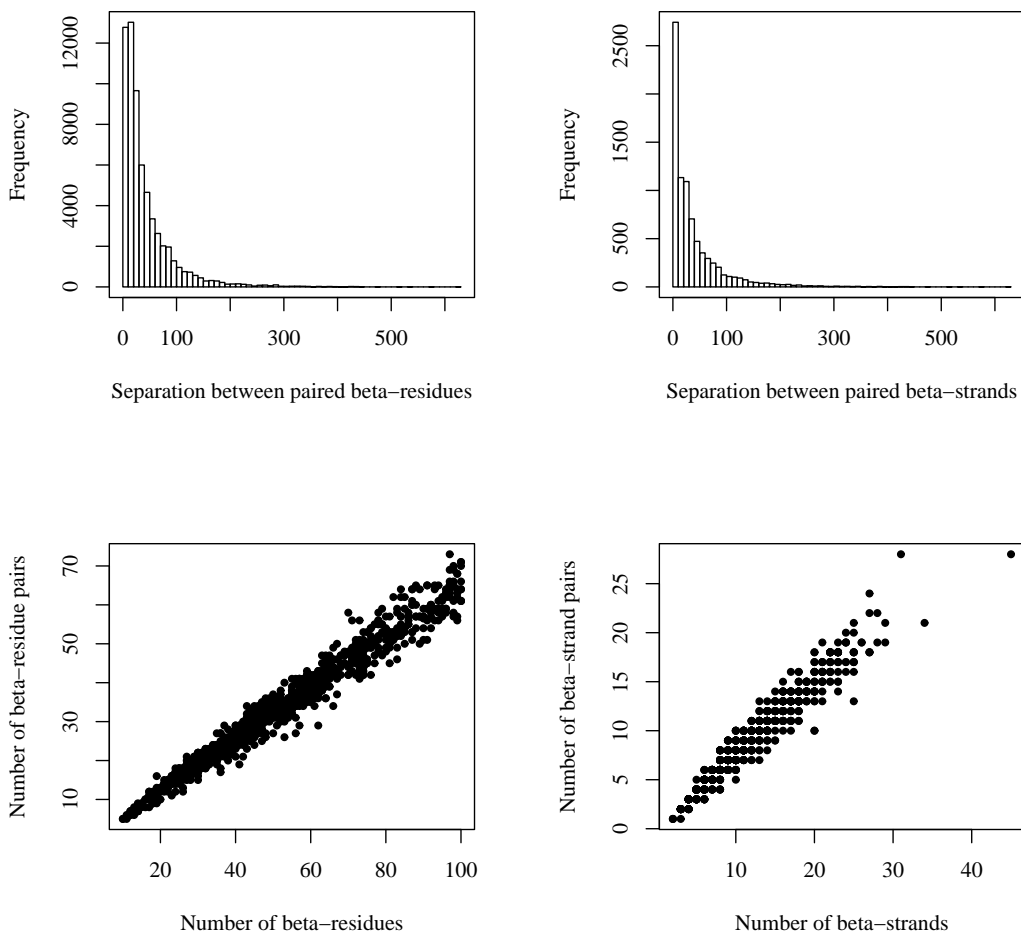 Frequency
0 4000 8000 12000
0 100 300 500
Separation between paired beta−residues
Frequency
0 500 1500 2500
0 100 300 500
Separation between paired beta−strands
Number of beta−residue pairs
10 30 50 70
20 40 60 80 100
Number of beta−residues
Number of beta−strand pairs
0 5 10 15 20 25
10 20 30 40
Number of beta−strands